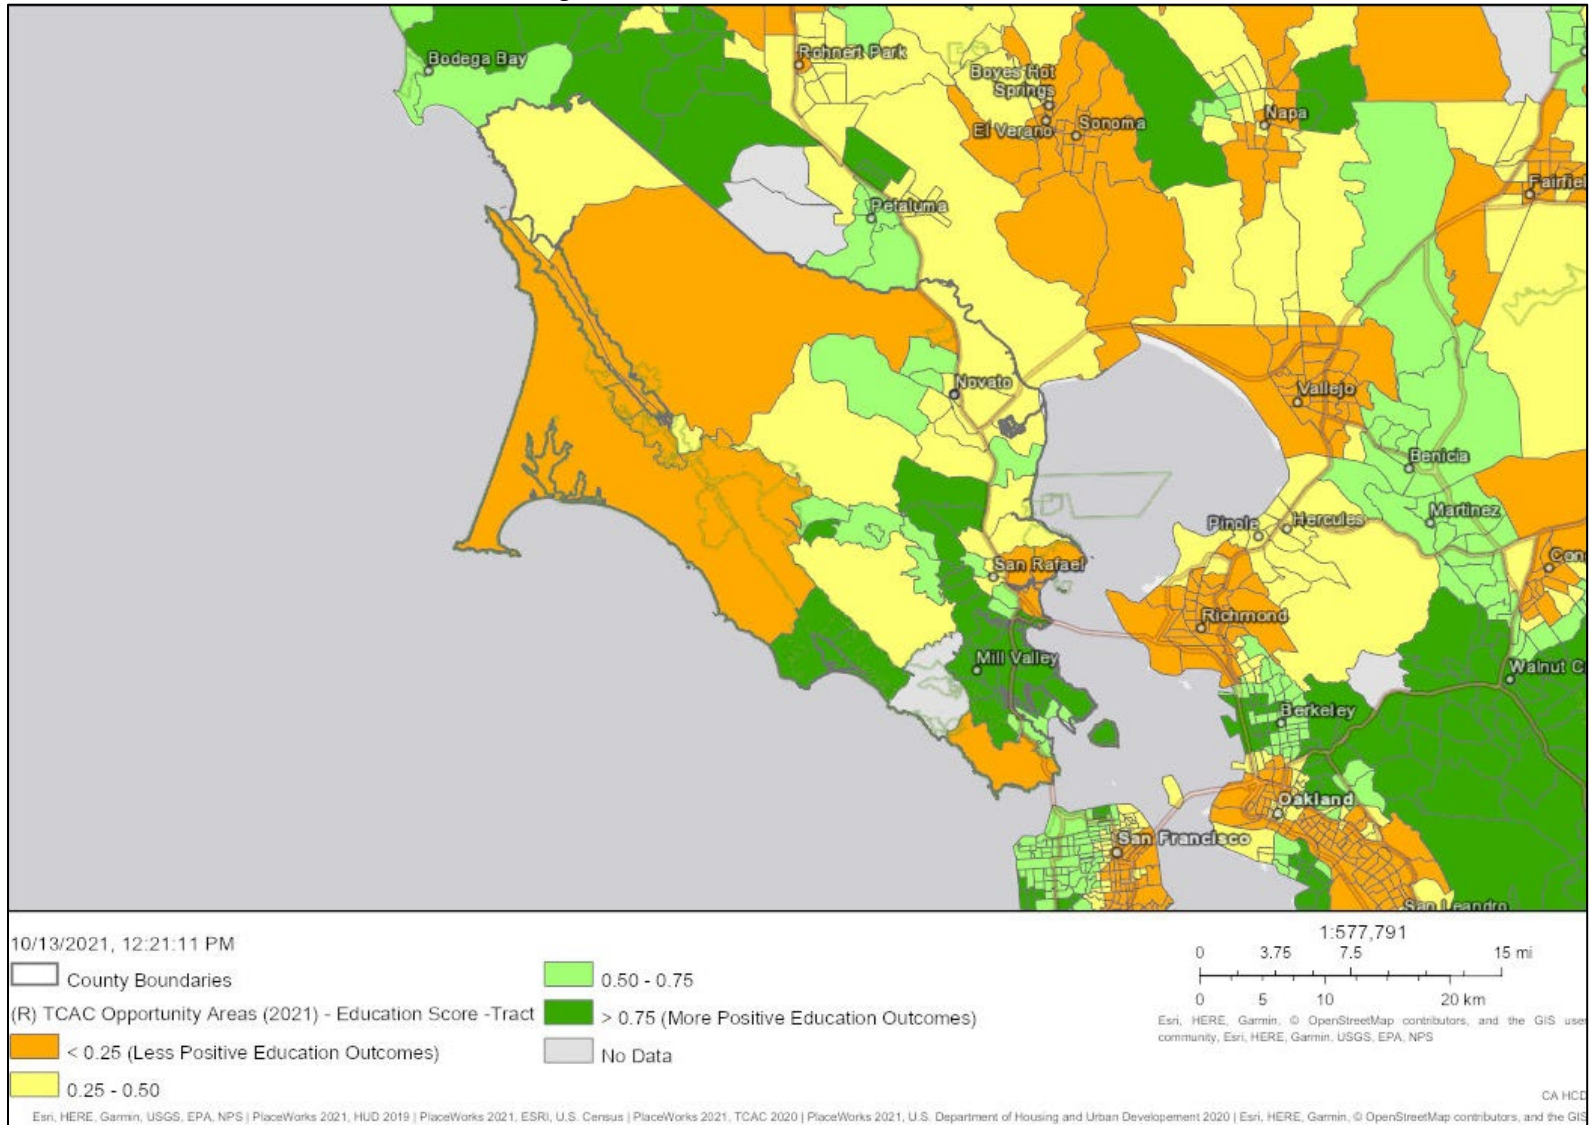 Bodega Bay
Rohnert Park
Boyes Hot
Springs
El Verano
Sonoma
Napa
Fairfie
Petaluma
Novato
Vallejo
Benicia
Martinez
Pinole
Hercules
Con
San Rafael
Richmond
Mill Valley
Walnut C
Berkeley
Oakland
San Francisco
San Leandro
10/13/2021, 12:21:11 PM
County Boundaries
(R) TCAC Opportunity Areas (2021) - Education Score -Tract
< 0.25 (Less Positive Education Outcomes)
0.25 - 0.50
0.50 - 0.75
> 0.75 (More Positive Education Outcomes)
No Data
1:577,791
0 3.75 7.5 15 mi
0 5 10 20 km
Esri, HERE, Garmin, © OpenStreetMap contributors, and the GIS user
community, Esri, HERE, Garmin, USGS, EPA, NPS
CA HCD
Esri, HERE, Garmin, USGS, EPA, NPS | PlaceWorks 2021, HUD 2019 | PlaceWorks 2021, ESRI, U.S. Census | PlaceWorks 2021, TCAC 2020 | PlaceWorks 2021, U.S. Department of Housing and Urban Developement 2020 | Esri, HERE, Garmin, © OpenStreetMap contributors, and the GIS